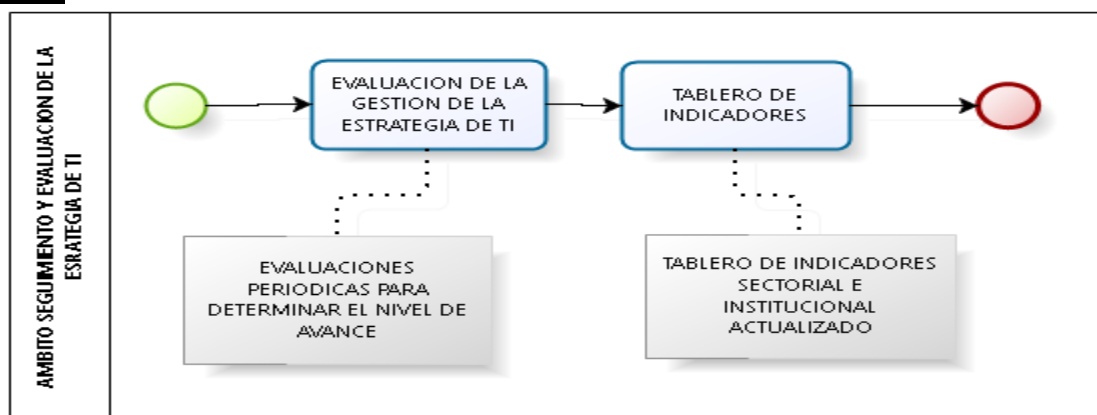 AMBITO SEGUIMIENTO Y EVALUACION DE LA
ESRATEGIA DE TI
EVALUACION DE LA
GESTION DE LA
ESTRATEGIA DE TI
TABLERO DE
INDICADORES
EVALUACIONES
PERIODICAS PARA
DETERMINAR EL NIVEL DE
AVANCE
TABLERO DE INDICADORES
SECTORIAL E
INSTITUCIONAL
ACTUALIZADO